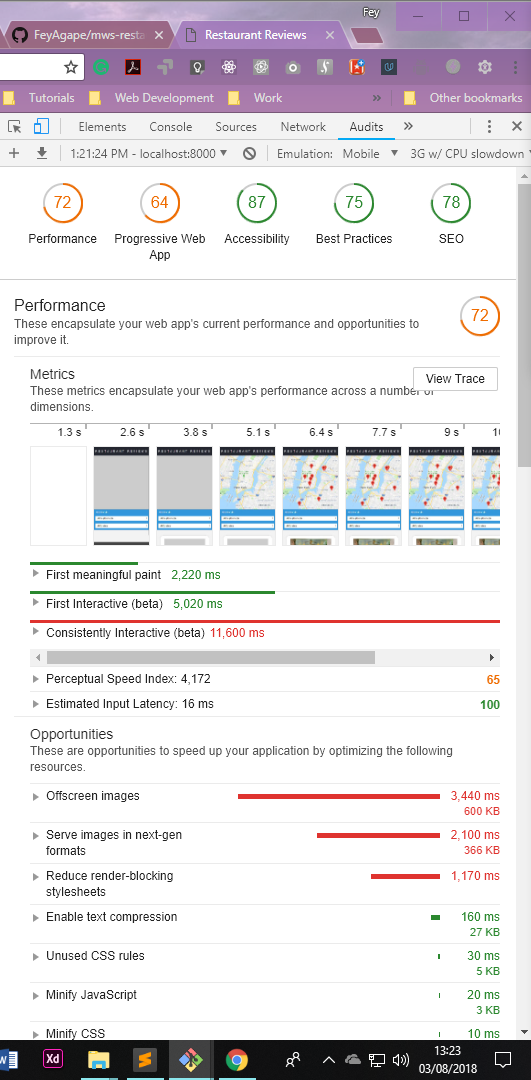 Fey
FeyAgape/mws-resta
Restaurant Reviews
Tutorials Web Development Work » Other bookmarks
Elements Console Sources Network Audits »
1:21:24 PM - localhost:8000 Emulation: Mobile 3G w/ CPU slowdown
72 64 87 75 78
Performance Progressive Web App Accessibility Best Practices SEO
Performance
72
These encapsulate your web app's current performance and opportunities to
improve it.
Metrics
View Trace
These metrics encapsulate your web app's performance across a number of
dimensions.
1.3 s 2.6 s 3.8 s 5.1 s 6.4 s 7.7 s 9 s 10
First meaningful paint 2,220 ms
First Interactive (beta) 5,020 ms
Consistently Interactive (beta) 11,600 ms
Perceptual Speed Index: 4,172 65
Estimated Input Latency: 16 ms 100
Opportunities
These are opportunities to speed up your application by optimizing the following
resources.
Offscreen images 3,440 ms
600 KB
Serve images in next-gen 2,100 ms
formats 366 KB
Reduce render-blocking 1,170 ms
stylesheets
Enable text compression 160 ms
27 KB
Unused CSS rules 30 ms
5 KB
Minify JavaScript 20 ms
3 KB
Minify CSS 10 ms
Xd
13:23
03/08/2018